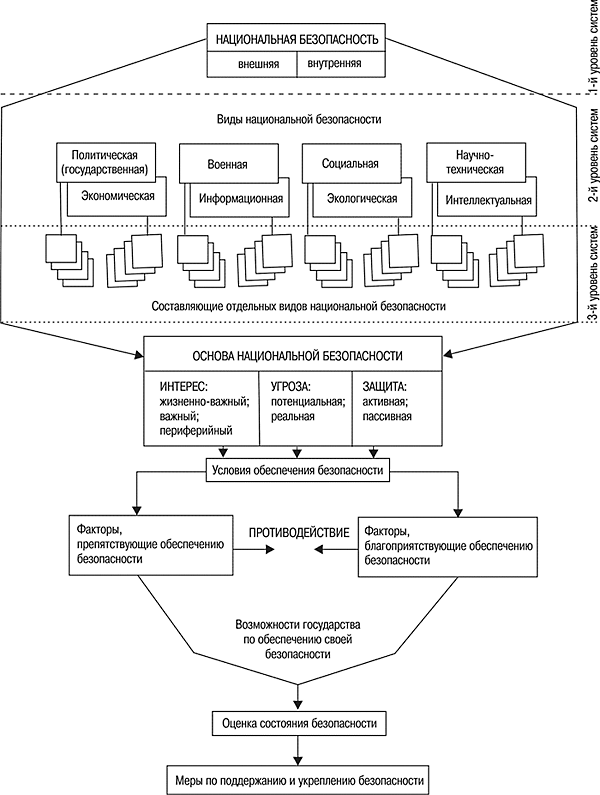 НАЦИОНАЛЬНАЯ БЕЗОПАСНОСТЬ
внешняя
внутренняя
1-й уровень систем
Виды национальной безопасности
2-й уровень систем
Политическая
(государственная)
Военная
Социальная
Научно-
техническая
Экономическая
Информационная
Экологическая
Интеллектуальная
3-й уровень систем
Составляющие отдельных видов национальной безопасности
ОСНОВА НАЦИОНАЛЬНОЙ БЕЗОПАСНОСТИ
ИНТЕРЕС:
жизненно-важный;
важный;
периферийный
УГРОЗА:
потенциальная;
реальная
ЗАЩИТА:
активная;
пассивная
Условия обеспечения безопасности
Факторы,
препятствующие обеспечению
безопасности
ПРОТИВОДЕЙСТВИЕ
Факторы,
благоприятствующие обеспечению
безопасности
Возможности государства
по обеспечению своей
безопасности
Оценка состояния безопасности
Меры по поддержанию и укреплению безопасности